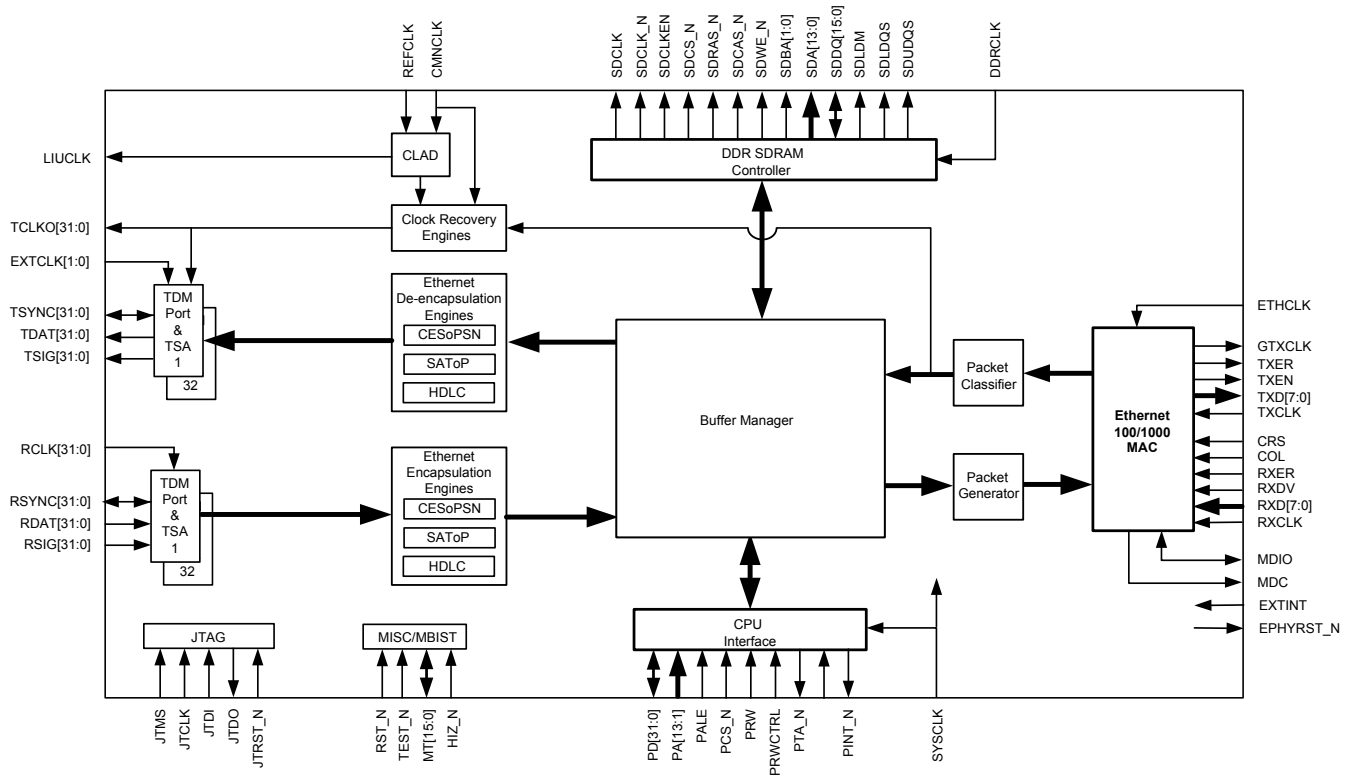 REFCLK
CMNCLK
SDCLK
SDCLK_N
SDCLKEN
SDCS_N
SDRAS_N
SDCAS_N
SDWE_N
SDBA[1:0]
SDA[13:0]
SDDQ[15:0]
SDLDM
SDLDQS
SDUDQS
DDRCLK
LIUCLK
CLAD
DDR SDRAM
Controller
TCLKO[31:0]
Clock Recovery
Engines
EXTCLK[1:0]
TSYNC[31:0]
TDAT[31:0]
TSIG[31:0]
TDM
Port
&
TSA
1
32
Ethernet
De-encapsulation
Engines
CESoPSN
SAToP
HDLC
Buffer Manager
Packet
Classifier
Packet
Generator
Ethernet
100/1000
MAC
ETHCLK
GTXCLK
TXER
TXEN
TXD[7:0]
TXCLK
CRS
COL
RXER
RXDV
RXD[7:0]
RXCLK
MDIO
MDC
EXTINT
EPHYRST_N
RCLK[31:0]
RSYNC[31:0]
RDAT[31:0]
RSIG[31:0]
TDM
Port
&
TSA
1
32
Ethernet
Encapsulation
Engines
CESoPSN
SAToP
HDLC
JTAG
MISC/MBIST
CPU
Interface
JTMS
JTCLK
JTDI
JTDO
JTRST_N
RST_N
TEST_N
MT[15:0]
HIZ_N
PD[31:0]
PA[13:1]
PALE
PCS_N
PRW
PRWCTRL
PTA_N
PINT_N
SYSCLK